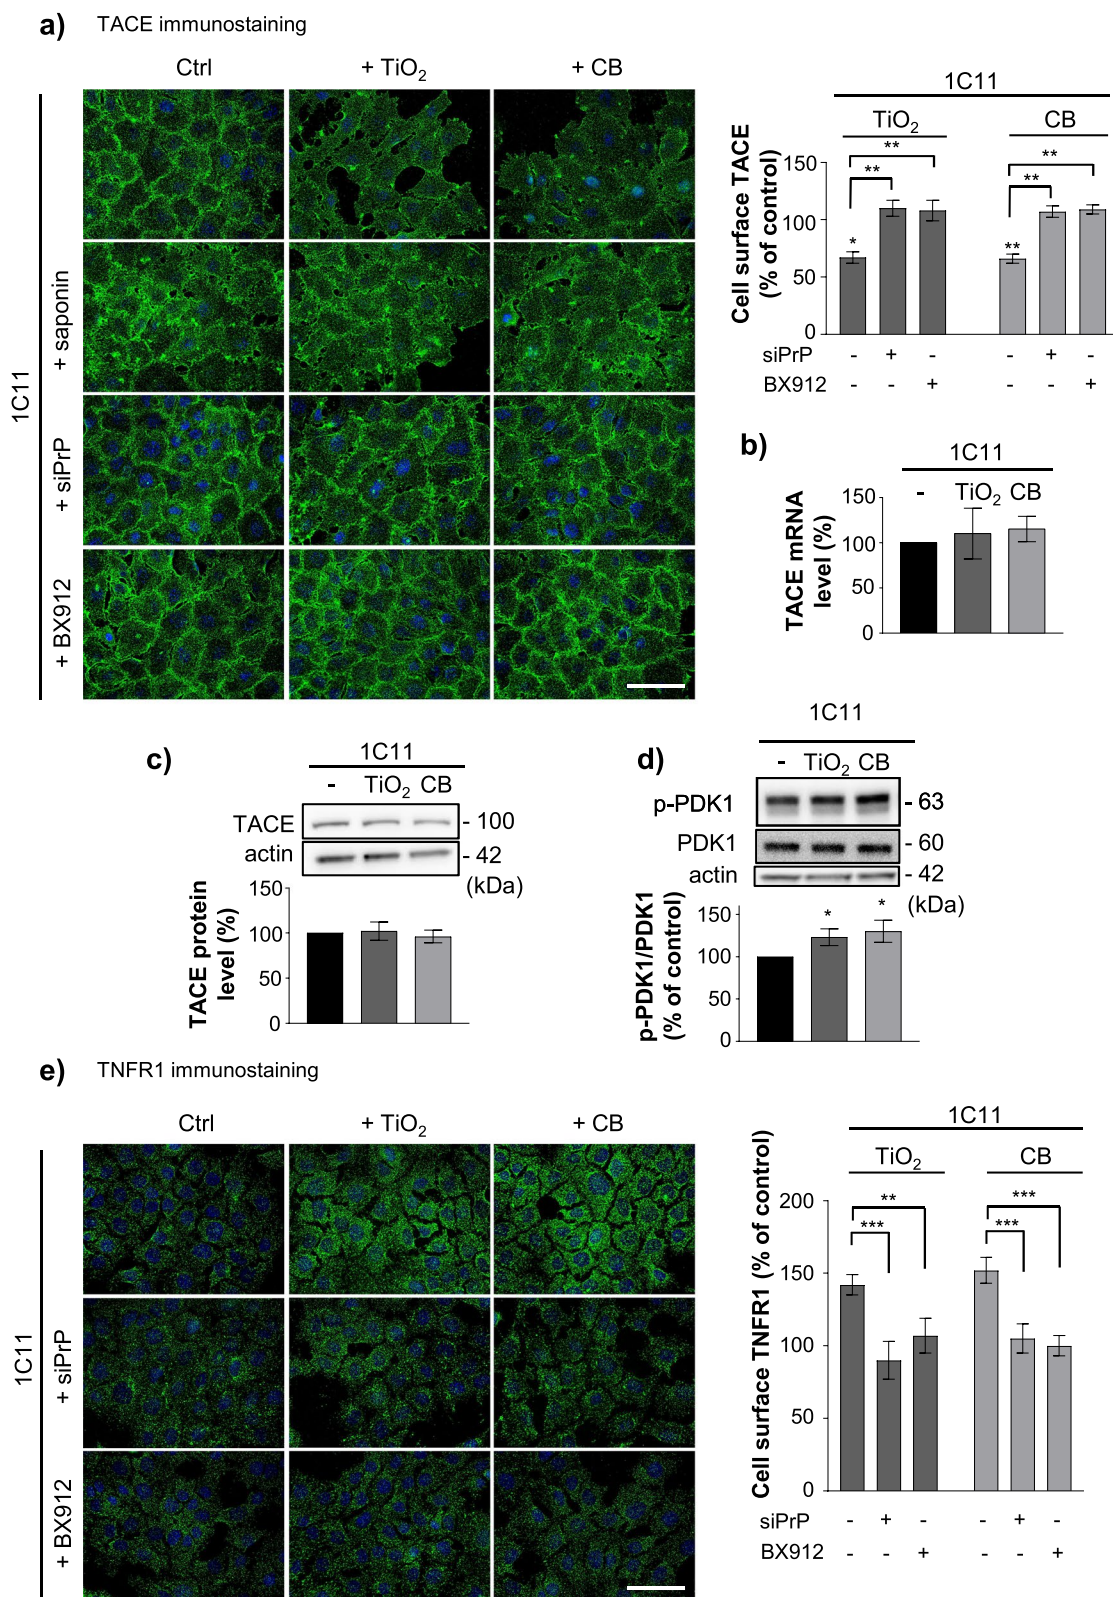 a) TACE immunostaining
Ctrl + TiO₂ + CB
1C11
+ saponin
+ siPrP
+ BX912
1C11
TiO₂ CB
Cell surface TACE
(% of control)
150
100
50
0
** ** ** **
* **
siPrP - + - - + -
BX912 - - + - - +
b)
1C11
- TiO₂ CB
TACE mRNA
level (%)
150
100
50
0
c)
1C11
- TiO₂ CB
TACE - 100
actin - 42
(kDa)
TACE protein
level (%)
150
100
50
0
d)
1C11
- TiO₂ CB
p-PDK1 - 63
PDK1 - 60
actin - 42
(kDa)
p-PDK1/PDK1
(% of control)
150
100
50
0
* *
e) TNFR1 immunostaining
Ctrl + TiO₂ + CB
1C11
+ siPrP
+ BX912
1C11
TiO₂ CB
Cell surface TNFR1 (% of control)
200
150
100
50
0
** ***
*** ***
siPrP - + - - + -
BX912 - - + - - +